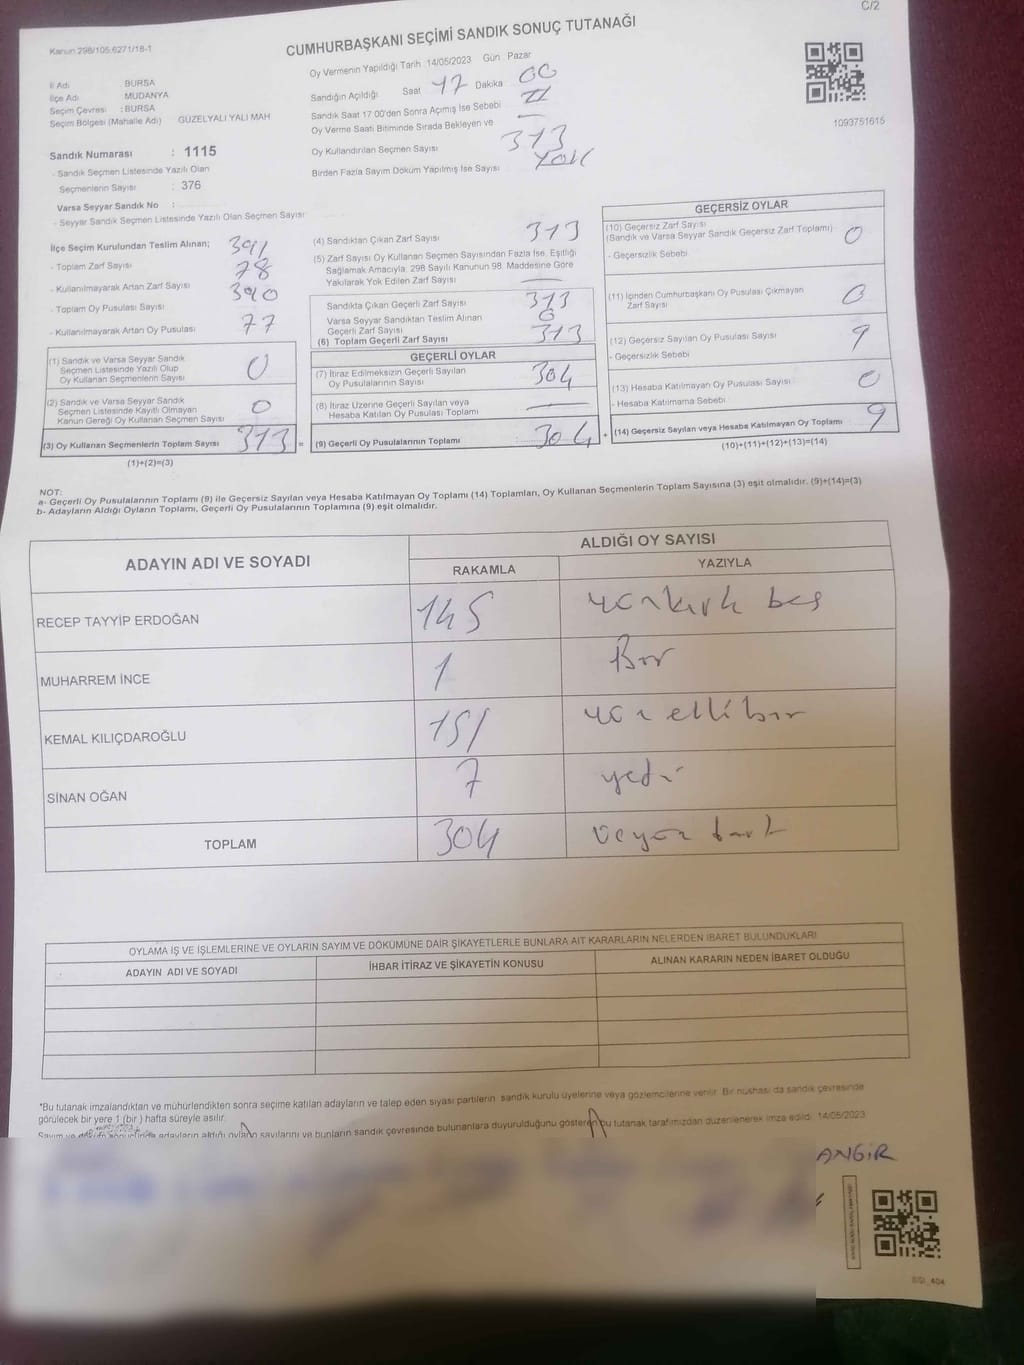 C/2
Kanun 298/105.6271/18-1
CUMHURBAŞKANI SEÇİMİ SANDIK SONUÇ TUTANAĞI
İl Adı BURSA
İlçe Adı MUDANYA
Seçim Çevresi : BURSA
Seçim Bölgesi (Mahalle Adı) GÜZELYALI YALI MAH
Sandık Numarası : 1115
- Sandık Seçmen Listesinde Yazılı Olan
Seçmenlerin Sayısı : 376
Varsa Seyyar Sandık No :
- Seyyar Sandık Seçmen Listesinde Yazılı Olan Seçmen Sayısı
Oy Vermenin Yapıldığı Tarih 14/05/2023 Gün Pazar
Sandığın Açıldığı Saat 17 Dakika 00
Sandık Saat 17 00'den Sonra Açımış İse Sebebi
Oy Verme Saati Bitiminde Sırada Bekleyen ve —
Oy Kullandırılan Seçmen Sayısı 313
Birden Fazla Sayım Döküm Yapılmış İse Sayısı YOK
1093751615
İlçe Seçim Kurulundan Teslim Alınan;
- Toplam Zarf Sayısı 391
- Kullanılmayarak Artan Zarf Sayısı 78
- Toplam Oy Pusulası Sayısı 390
- Kullanılmayarak Artan Oy Pusulası 77
(1) Sandık ve Varsa Seyyar Sandık
Seçmen Listesinde Yazılı Olup
Oy Kullanan Seçmenlerin Sayısı 0
(2) Sandık ve Varsa Seyyar Sandık
Seçmen Listesinde Kayıtlı Olmayan
Kanun Gereği Oy Kullanan Seçmen Sayısı 0
(3) Oy Kullanan Seçmenlerin Toplam Sayısı 313 =
(1)+(2)=(3)
(4) Sandıktan Çıkan Zarf Sayısı 313
(5) Zarf Sayısı Oy Kullanan Seçmen Sayısından Fazla İse, Eşitliği
Sağlamak Amacıyla, 298 Sayılı Kanunun 98. Maddesine Göre
Yakılarak Yok Edilen Zarf Sayısı —
Sandıkta Çıkan Geçerli Zarf Sayısı 313
Varsa Seyyar Sandıktan Teslim Alınan
Geçerli Zarf Sayısı 0
(6) Toplam Geçerli Zarf Sayısı 313
GEÇERLİ OYLAR
(7) İtiraz Edilmeksizin Geçerli Sayılan
Oy Pusulalarının Sayısı 304
(8) İtiraz Üzerine Geçerli Sayılan veya
Hesaba Katılan Oy Pusulası Toplamı —
(9) Geçerli Oy Pusulalarının Toplamı : 304 +
GEÇERSİZ OYLAR
(10) Geçersiz Zarf Sayısı
(Sandık ve Varsa Seyyar Sandık Geçersiz Zarf Toplamı) 0
- Geçersizlik Sebebi
(11) İçinden Cumhurbaşkanı Oy Pusulası Çıkmayan
Zarf Sayısı 0
(12) Geçersiz Sayılan Oy Pusulası Sayısı 9
- Geçersizlik Sebebi
(13) Hesaba Katılmayan Oy Pusulası Sayısı 0
- Hesaba Katılmama Sebebi
(14) Geçersiz Sayılan veya Hesaba Katılmayan Oy Toplamı 9
(10)+(11)+(12)+(13)=(14)
NOT:
a- Geçerli Oy Pusulalarının Toplamı (9) ile Geçersiz Sayılan veya Hesaba Katılmayan Oy Toplamı (14) Toplamları, Oy Kullanan Seçmenlerin Toplam Sayısına (3) eşit olmalıdır. (9)+(14)=(3)
b- Adayların Aldığı Oyların Toplamı, Geçerli Oy Pusulalarının Toplamına (9) eşit olmalıdır.
ADAYIN ADI VE SOYADI ALDIĞI OY SAYISI
RAKAMLA YAZIYLA
RECEP TAYYİP ERDOĞAN 145 yüzkırk beş
MUHARREM İNCE 1 Bir
KEMAL KILIÇDAROĞLU 151 yüz ellibir
SİNAN OĞAN 7 yedi
TOPLAM 304 üçyüz dört
OYLAMA İŞ VE İŞLEMLERİNE VE OYLARIN SAYIM VE DÖKÜMÜNE DAİR ŞİKAYETLERLE BUNLARA AİT KARARLARIN NELERDEN İBARET BULUNDUKLARI
ADAYIN ADI VE SOYADI İHBAR İTİRAZ VE ŞİKAYETİN KONUSU ALINAN KARARIN NEDEN İBARET OLDUĞU
*Bu tutanak imzalandıktan ve mühürlendikten sonra seçime katılan adayların ve talep eden siyasi partilerin sandık kurulu üyelerine veya gözlemcilerine verilir. Bir nüshası da sandık çevresinde
görülecek bir yere 1 (bir) hafta süreyle asılır.
Sayım ve döküm sonucunda adayların aldığı oyların sayılarını ve bunların sandık çevresinde bulunanlara duyurulduğunu gösteren bu tutanak tarafımızdan düzenlenerek imza edildi. 14/05/2023
ANGİR